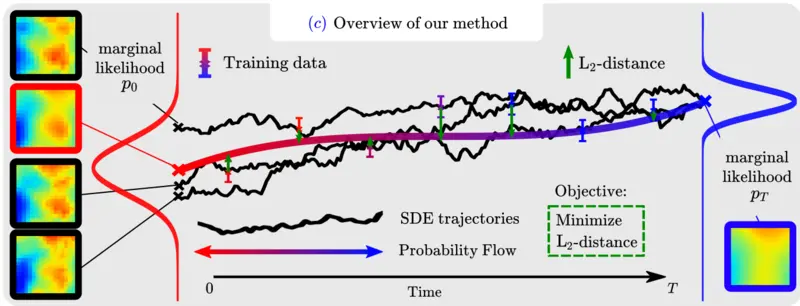 (c) Overview of our method
marginal
likelihood
p₀
Training data
L₂-distance
marginal
likelihood
p_T
SDE trajectories
Probability Flow
Objective:
Minimize
L₂-distance
0
Time
T